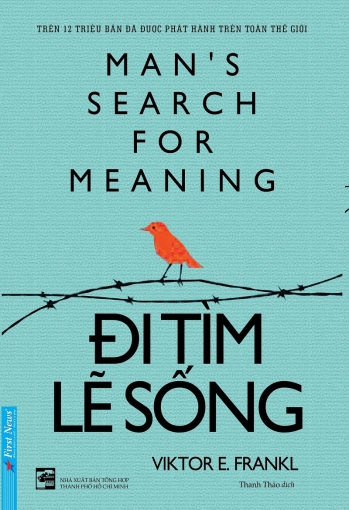 TRÊN 12 TRIỆU BẢN ĐÃ ĐƯỢC PHÁT HÀNH TRÊN TOÀN THẾ GIỚI
MAN'S
SEARCH
FOR
MEANING
ĐI TÌM
LẼ SỐNG
VIKTOR E. FRANKL
Thanh Thảo dịch
First News
NHÀ XUẤT BẢN TỔNG HỢP
THÀNH PHỐ HỒ CHÍ MINH